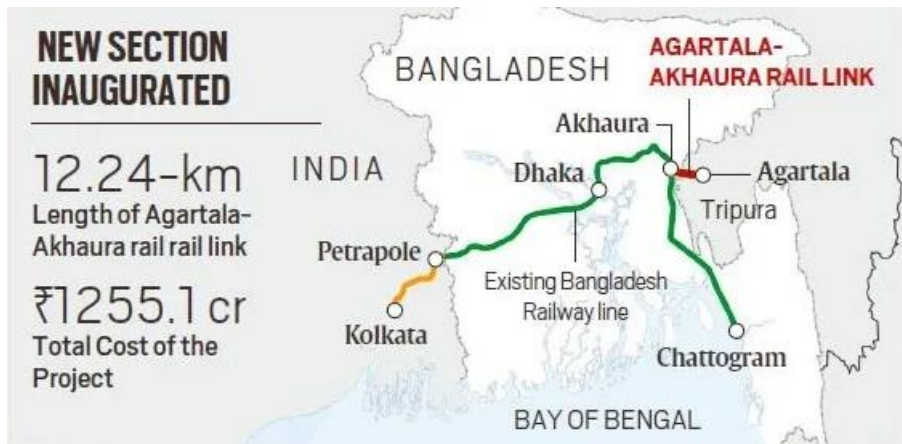 NEW SECTION
INAUGURATED
12.24-km
Length of Agartala-
Akhaura rail rail link
₹1255.1 cr
Total Cost of the
Project
BANGLADESH
AGARTALA-
AKHAURA RAIL LINK
Akhaura
INDIA
Dhaka
Agartala
Tripura
Petrapole
Existing Bangladesh
Railway line
Kolkata
Chattogram
BAY OF BENGAL